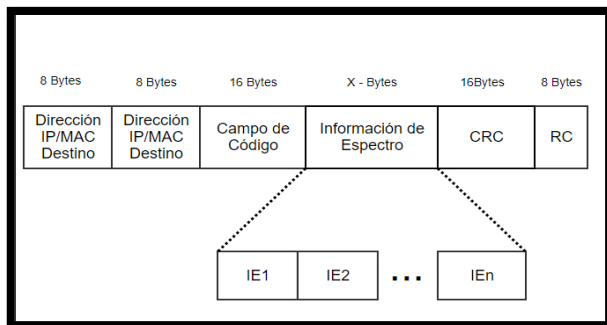 8 Bytes 8 Bytes 16 Bytes X - Bytes 16Bytes 8 Bytes
Dirección
IP/MAC
Destino
Dirección
IP/MAC
Destino
Campo de
Código
Información de
Espectro
CRC
RC
IE1 IE2 ... IEn